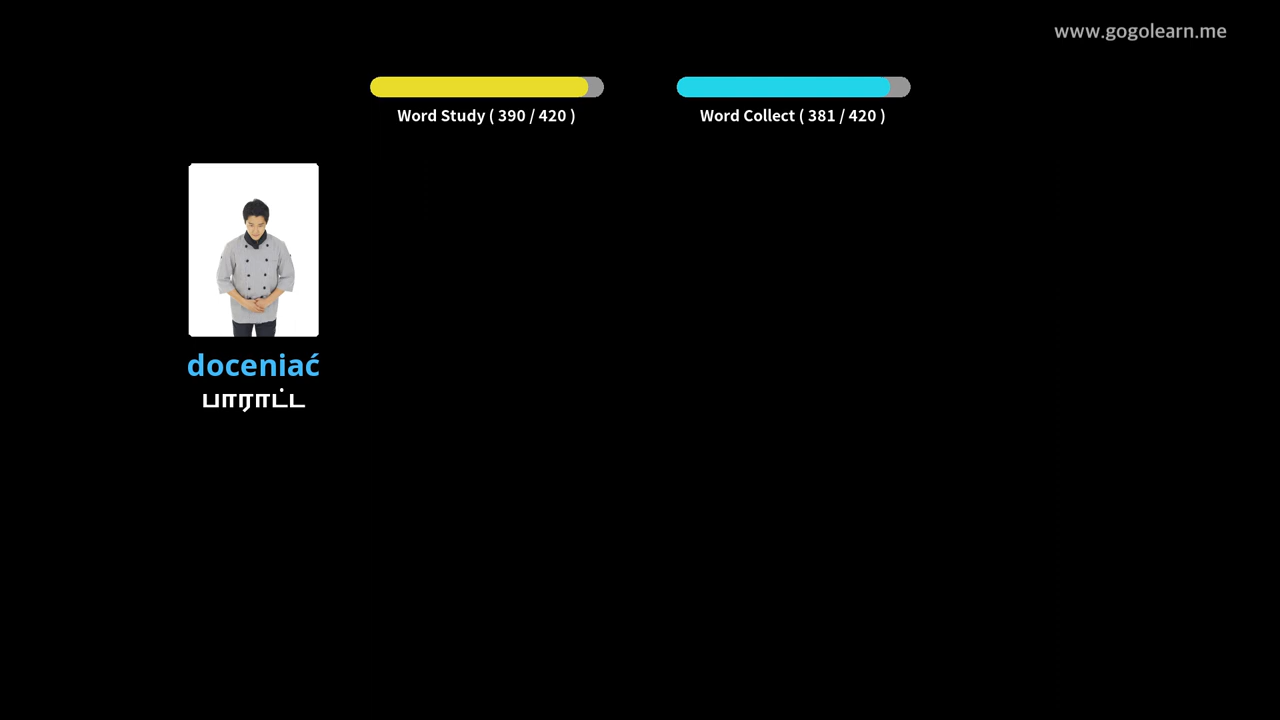 www.gogolearn.me
Word Study ( 390 / 420 )
Word Collect ( 381 / 420 )
doceniać
பாராட்ட